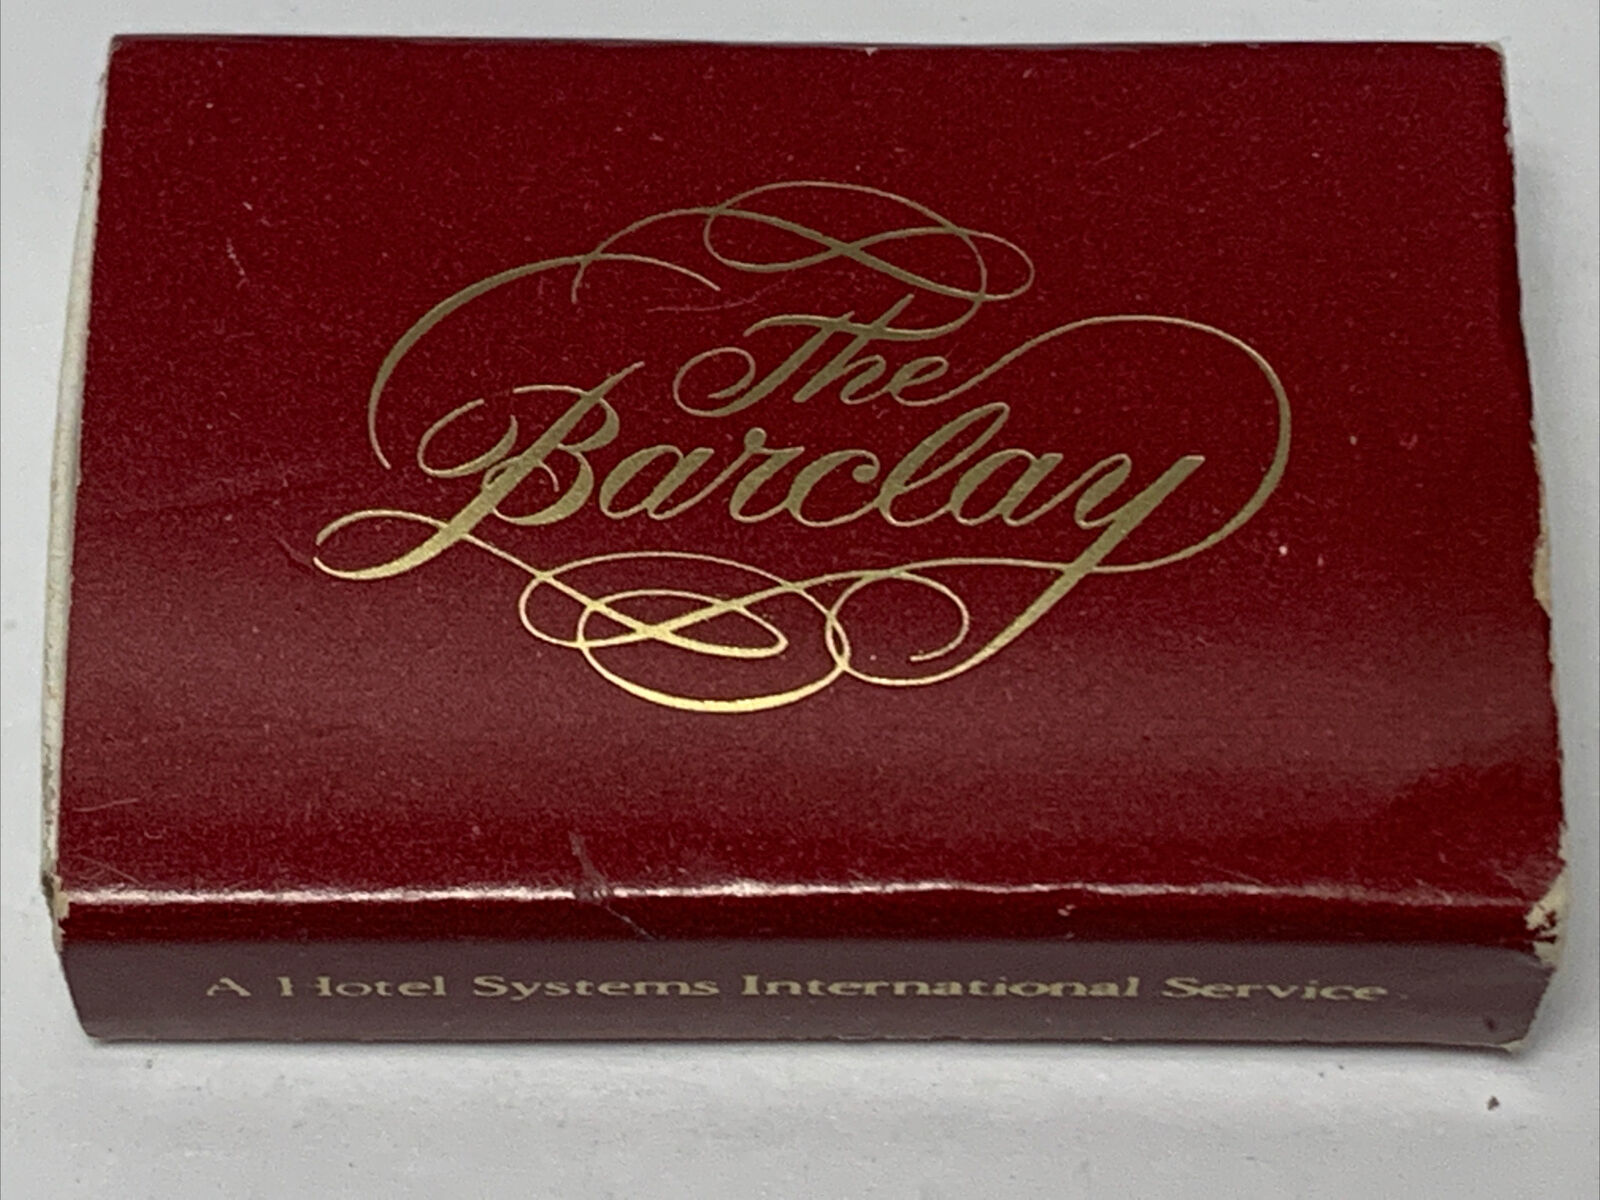 The
Barclay
A Hotel Systems International Service